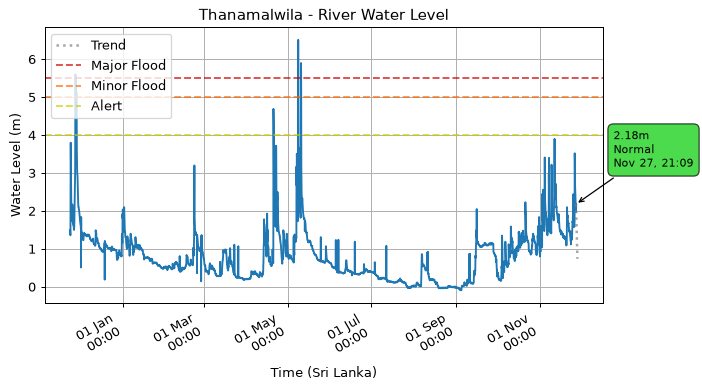 Thanamalwila - River Water Level
Trend
Major Flood
Minor Flood
Alert
2.18m
Normal
Nov 27, 21:09
Water Level (m)
6
5
4
3
2
1
0
01 Jan
00:00
01 Mar
00:00
01 May
00:00
01 Jul
00:00
01 Sep
00:00
01 Nov
00:00
Time (Sri Lanka)